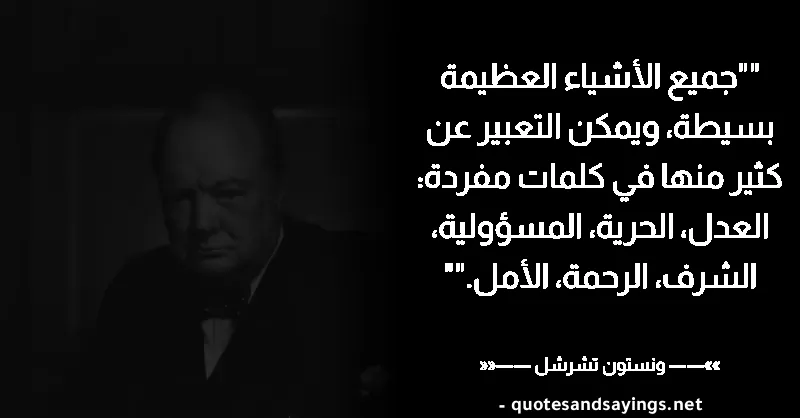 ""جميع الأشياء العظيمة
بسيطة، ويمكن التعبير عن
كثير منها في كلمات مفردة:
العدل، الحرية، المسؤولية،
الشرف، الرحمة، الأمل.""
»—— ونستون تشرشل ——««
- quotesandsayings.net